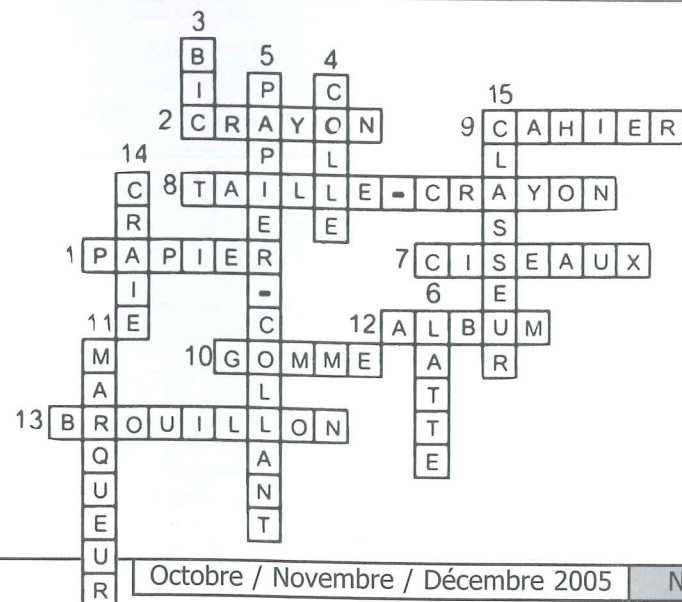 3 BIC
5 PAPIER-COLLANT
4 COLLE
15 CLASSEUR
2 CRAYON
9 CAHIER
14 CRAIE
8 TAILLE-CRAYON
1 PAPIER
7 CISEAUX
6 LATTE
11 MARQUEUR
12 ALBUM
10 GOMME
13 BROUILLON
Octobre / Novembre / Décembre 2005
N